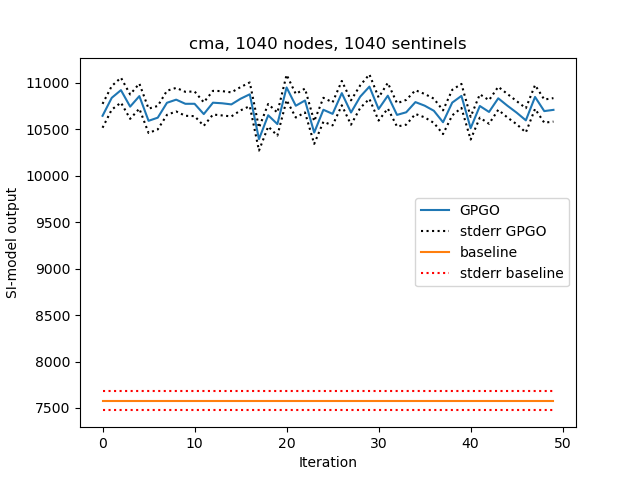 cma, 1040 nodes, 1040 sentinels
SI-model output
11000
10500
10000
9500
9000
8500
8000
7500
GPGO
stderr GPGO
baseline
stderr baseline
0 10 20 30 40 50
Iteration